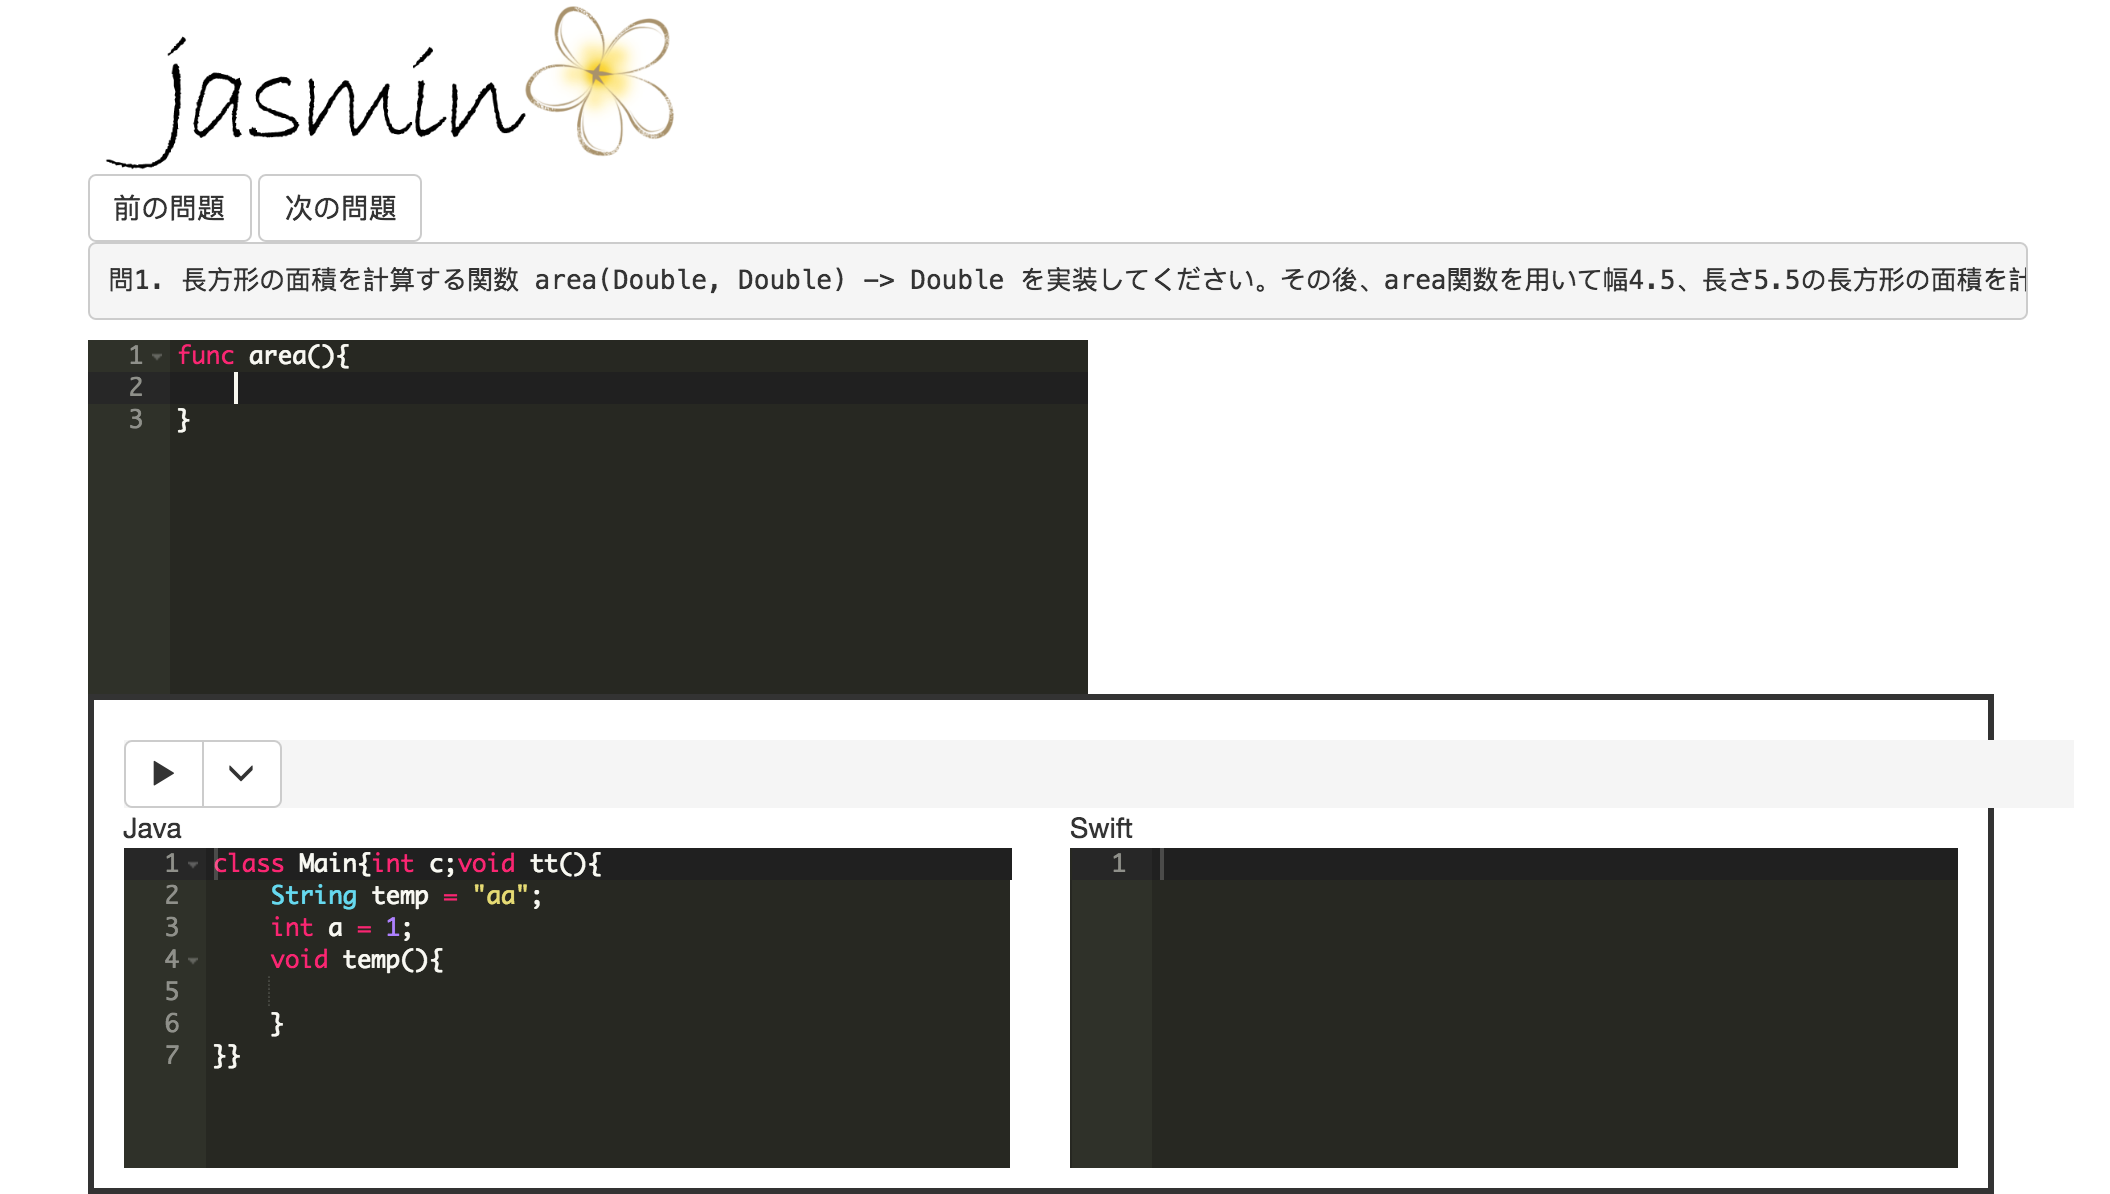 jasmin
前の問題 次の問題
問1. 長方形の面積を計算する関数 area(Double, Double) -> Double を実装してください。その後、area関数を用いて幅4.5、長さ5.5の長方形の面積を計
1 func area(){
2
3 }
Java
1 class Main{int c;void tt(){
2 String temp = "aa";
3 int a = 1;
4 void temp(){
5
6 }
7 }}
Swift
1